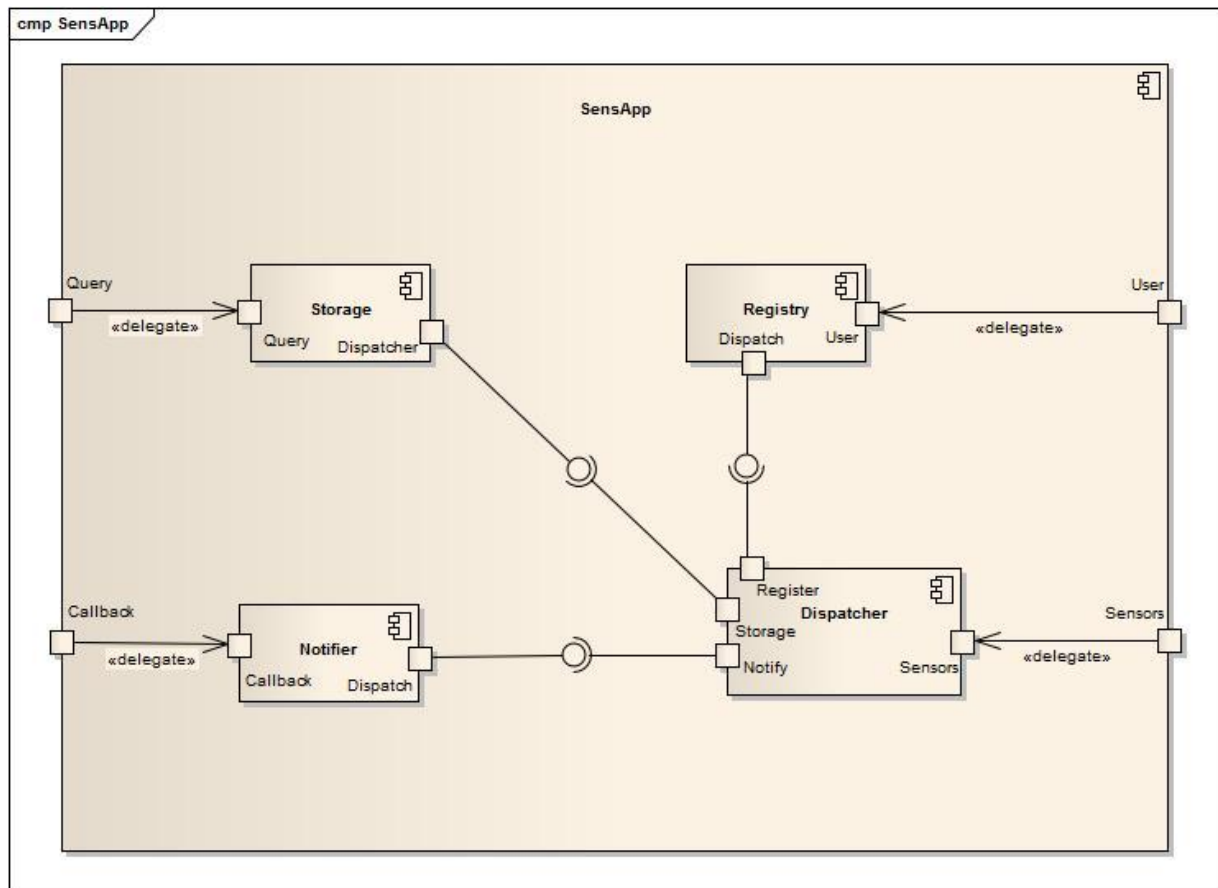 cmp SensApp
SensApp
Query
«delegate»
Storage
Query
Dispatcher
Registry
Dispatch
User
User
«delegate»
Callback
«delegate»
Notifier
Callback
Dispatch
Register
Dispatcher
Storage
Notify
Sensors
Sensors
«delegate»